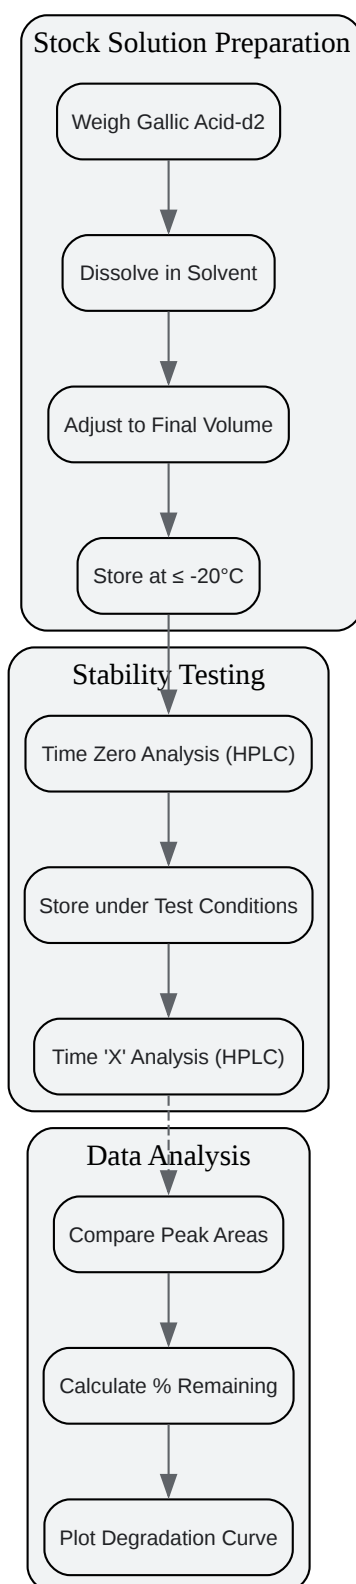 Stock Solution Preparation
Weigh Gallic Acid-d2
Dissolve in Solvent
Adjust to Final Volume
Store at ≤ -20°C
Stability Testing
Time Zero Analysis (HPLC)
Store under Test Conditions
Time 'X' Analysis (HPLC)
Data Analysis
Compare Peak Areas
Calculate % Remaining
Plot Degradation Curve